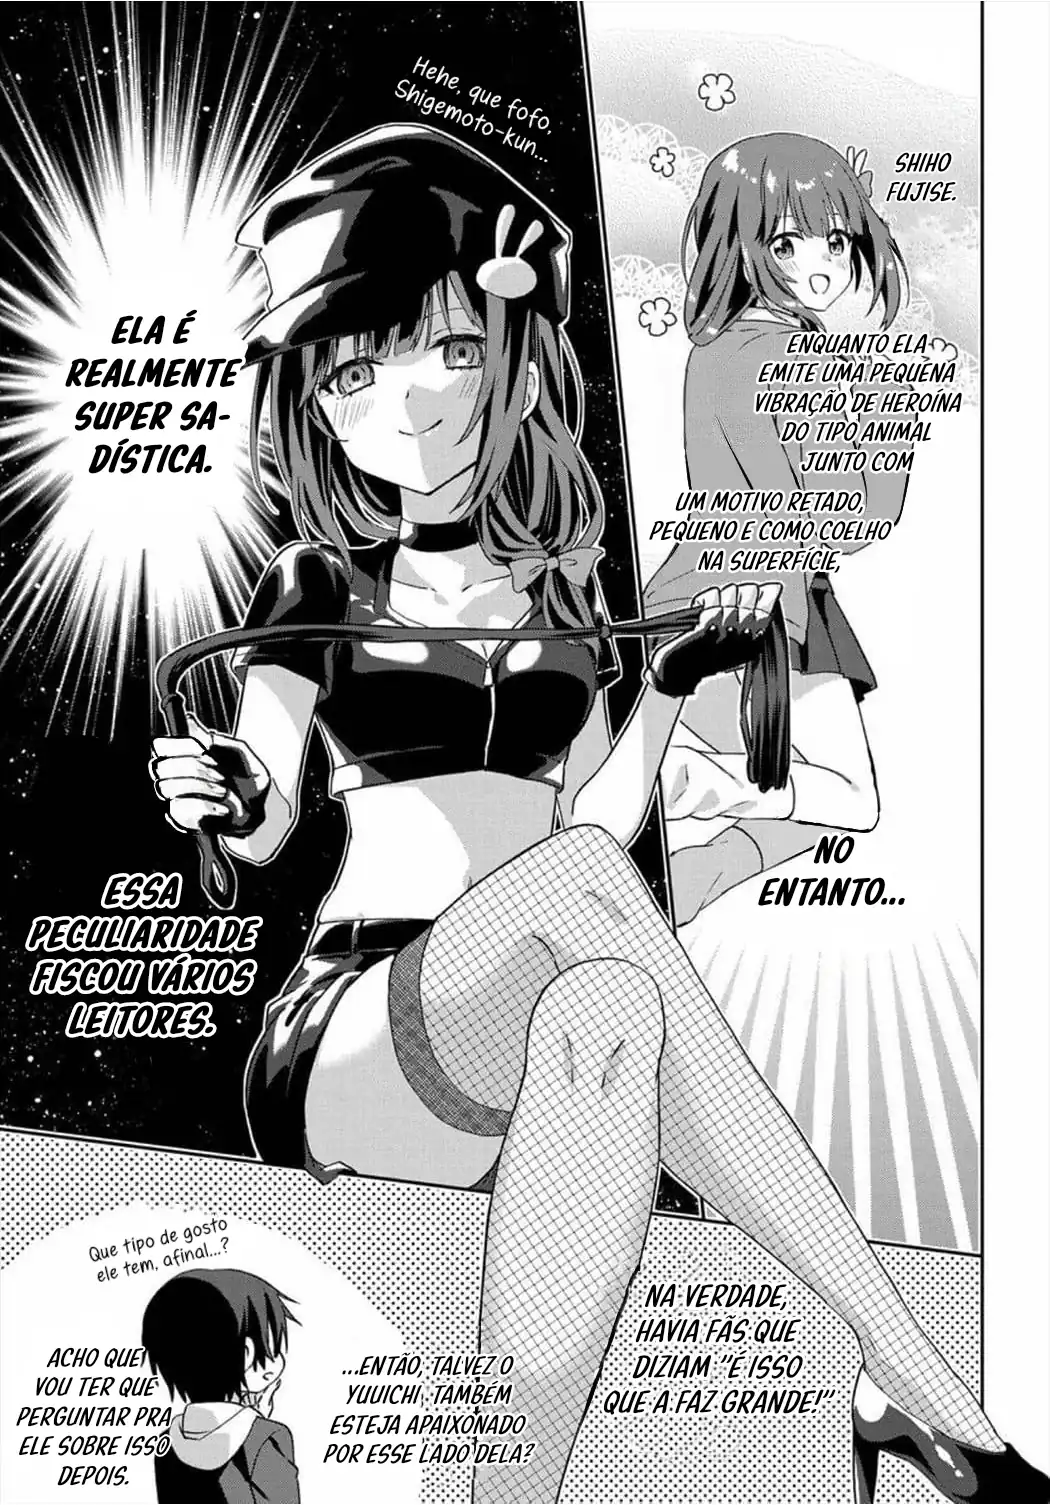 SHIHO
FUJISE.
ENQUANTO ELA
EMITE UMA PEQUENA
VIBRAÇÃO DE HEROÍNA
DO TIPO ANIMAL
JUNTO COM
UM MOTIVO RETADO,
PEQUENO E COMO COELHO
NA SUPERFÍCIE,
NO
ENTANTO...
Hehe, que fofo,
Shigemoto-kun...
ELA É
REALMENTE
SUPER SA-
DÍSTICA.
ESSA
PECULIARIDADE
FISCOU VÁRIOS
LEITORES.
NA VERDADE,
HAVIA FÃS QUE
DIZIAM "É ISSO
QUE A FAZ GRANDE!"
...ENTÃO, TALVEZ O
YUUICHI, TAMBÉM
ESTEJA APAIXONADO
POR ESSE LADO DELA?
Que tipo de gosto
ele tem, afinal...?
ACHO QUE
VOU TER QUE
PERGUNTAR PRA
ELE SOBRE ISSO
DEPOIS.